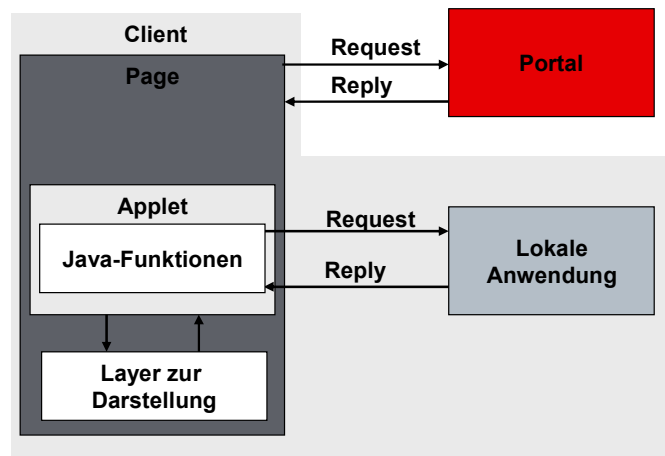 Client
Request
Portal
Page
Reply
Applet
Request
Java-Funktionen
Lokale
Anwendung
Reply
Layer zur
Darstellung